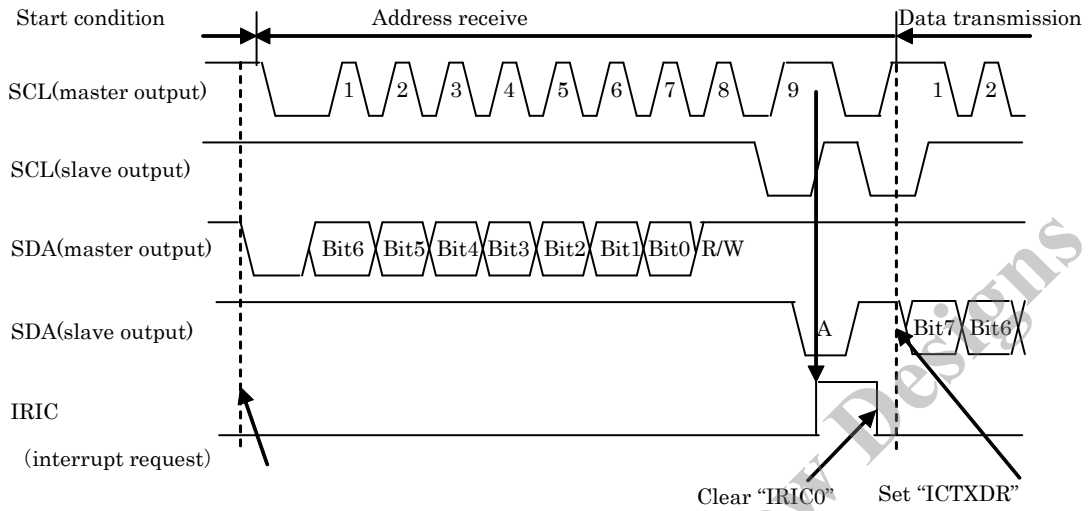 Start condition
Address receive
Data transmission
SCL(master output)
1 2 3 4 5 6 7 8 9 1 2
SCL(slave output)
SDA(master output)
Bit6 Bit5 Bit4 Bit3 Bit2 Bit1 Bit0 R/W
SDA(slave output)
A Bit7 Bit6
IRIC
(interrupt request)
Clear “IRIC0”
Set “ICTXDR”
Designs